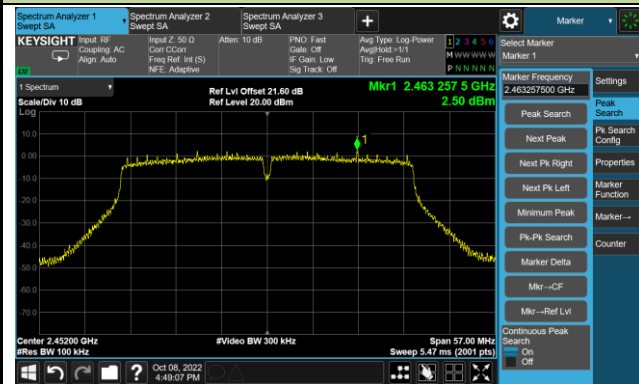 Spectrum Analyzer 1
Swept SA
Spectrum Analyzer 2
Swept SA
Spectrum Analyzer 3
Swept SA
+
Marker
KEYSIGHT
Input: RF
Coupling: AC
Align: Auto
Input Z: 50 Ω
Corr CCorr
Freq Ref: Int (S)
NFE: Adaptive
Atten: 10 dB
PNO: Fast
Gate: Off
IF Gain: Low
Sig Track: Off
Avg Type: Log-Power
Avg|Hold:>1/1
Trig: Free Run
1 2 3 4 5 6
M W W W W W
P N N N N N
Select Marker
Marker 1
LVI
1 Spectrum
Scale/Div 10 dB
Log
Ref Lvl Offset 21.60 dB
Ref Level 20.00 dBm
Mkr1 2.463 257 5 GHz
2.50 dBm
1
10.0
0.00
-10.0
-20.0
-30.0
-40.0
-50.0
-60.0
-70.0
Center 2.45200 GHz
#Res BW 100 kHz
#Video BW 300 kHz
Span 57.00 MHz
Sweep 5.47 ms (2001 pts)
Marker Frequency
2.463257500 GHz
Peak Search
Next Peak
Next Pk Right
Next Pk Left
Minimum Peak
Pk-Pk Search
Marker Delta
Mkr→CF
Mkr→Ref Lvl
Continuous Peak
Search
On
Off
Settings
Peak
Search
Pk Search
Config
Properties
Marker
Function
Marker→
Counter
?
Oct 08, 2022
4:49:07 PM